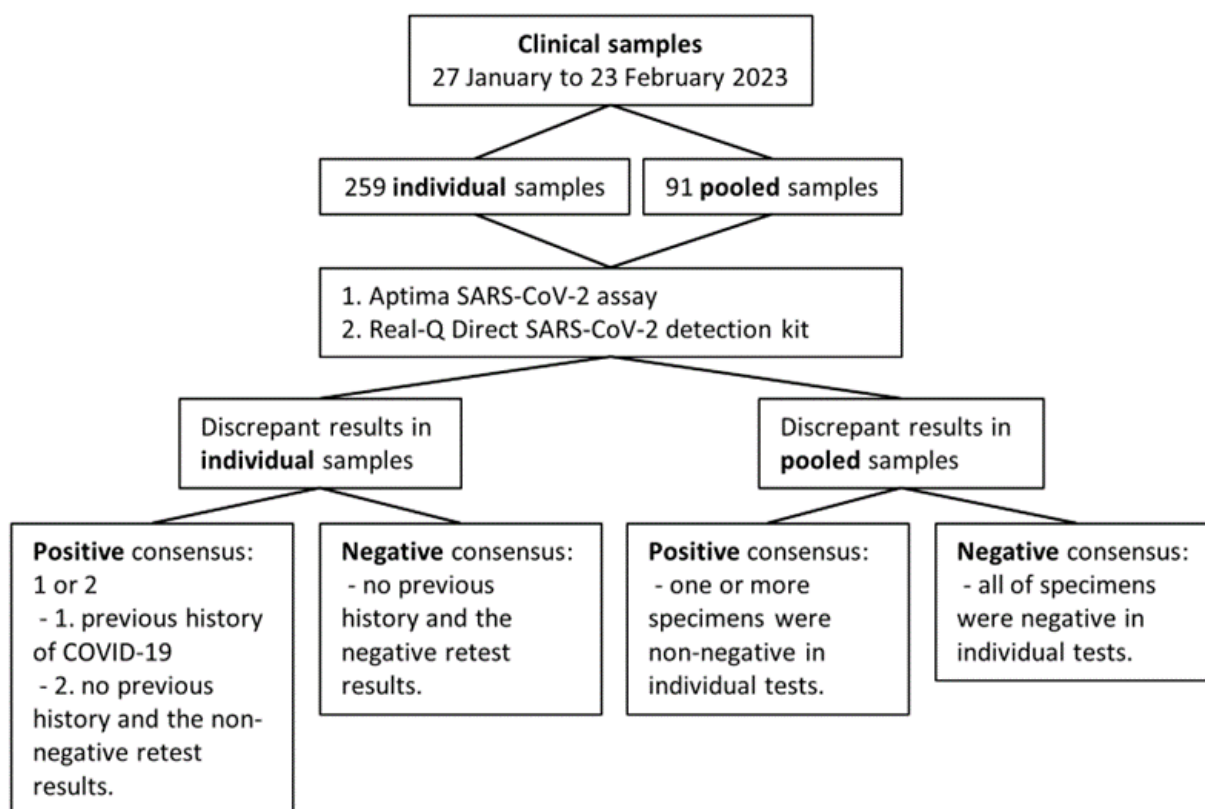 Clinical samples
27 January to 23 February 2023
259 individual samples
91 pooled samples
1. Aptima SARS-CoV-2 assay
2. Real-Q Direct SARS-CoV-2 detection kit
Discrepant results in
individual samples
Discrepant results in
pooled samples
Positive consensus:
1 or 2
- 1. previous history
of COVID-19
- 2. no previous
history and the non-
negative retest
results.
Negative consensus:
- no previous
history and the
negative retest
results.
Positive consensus:
- one or more
specimens were
non-negative in
individual tests.
Negative consensus:
- all of specimens
were negative in
individual tests.